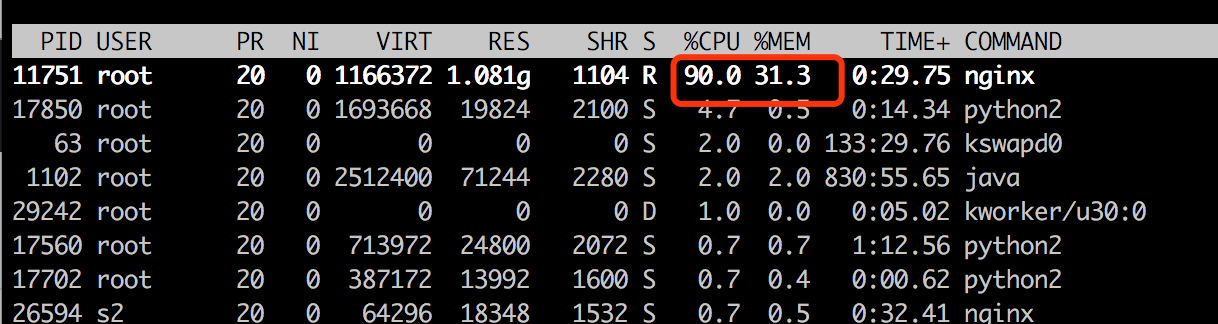 PID USER PR NI VIRT RES SHR S %CPU %MEM TIME+ COMMAND
11751 root 20 0 1166372 1.081g 1104 R 90.0 31.3 0:29.75 nginx
17850 root 20 0 1693668 19824 2100 S 4.7 0.5 0:14.34 python2
63 root 20 0 0 0 0 S 2.0 0.0 133:29.76 kswapd0
1102 root 20 0 2512400 71244 2280 S 2.0 2.0 830:55.65 java
29242 root 20 0 0 0 0 D 1.0 0.0 0:05.02 kworker/u30:0
17560 root 20 0 713972 24800 2072 S 0.7 0.7 1:12.56 python2
17702 root 20 0 387172 13992 1600 S 0.7 0.4 0:00.62 python2
26594 s2 20 0 64296 18348 1532 S 0.7 0.5 0:32.41 nginx